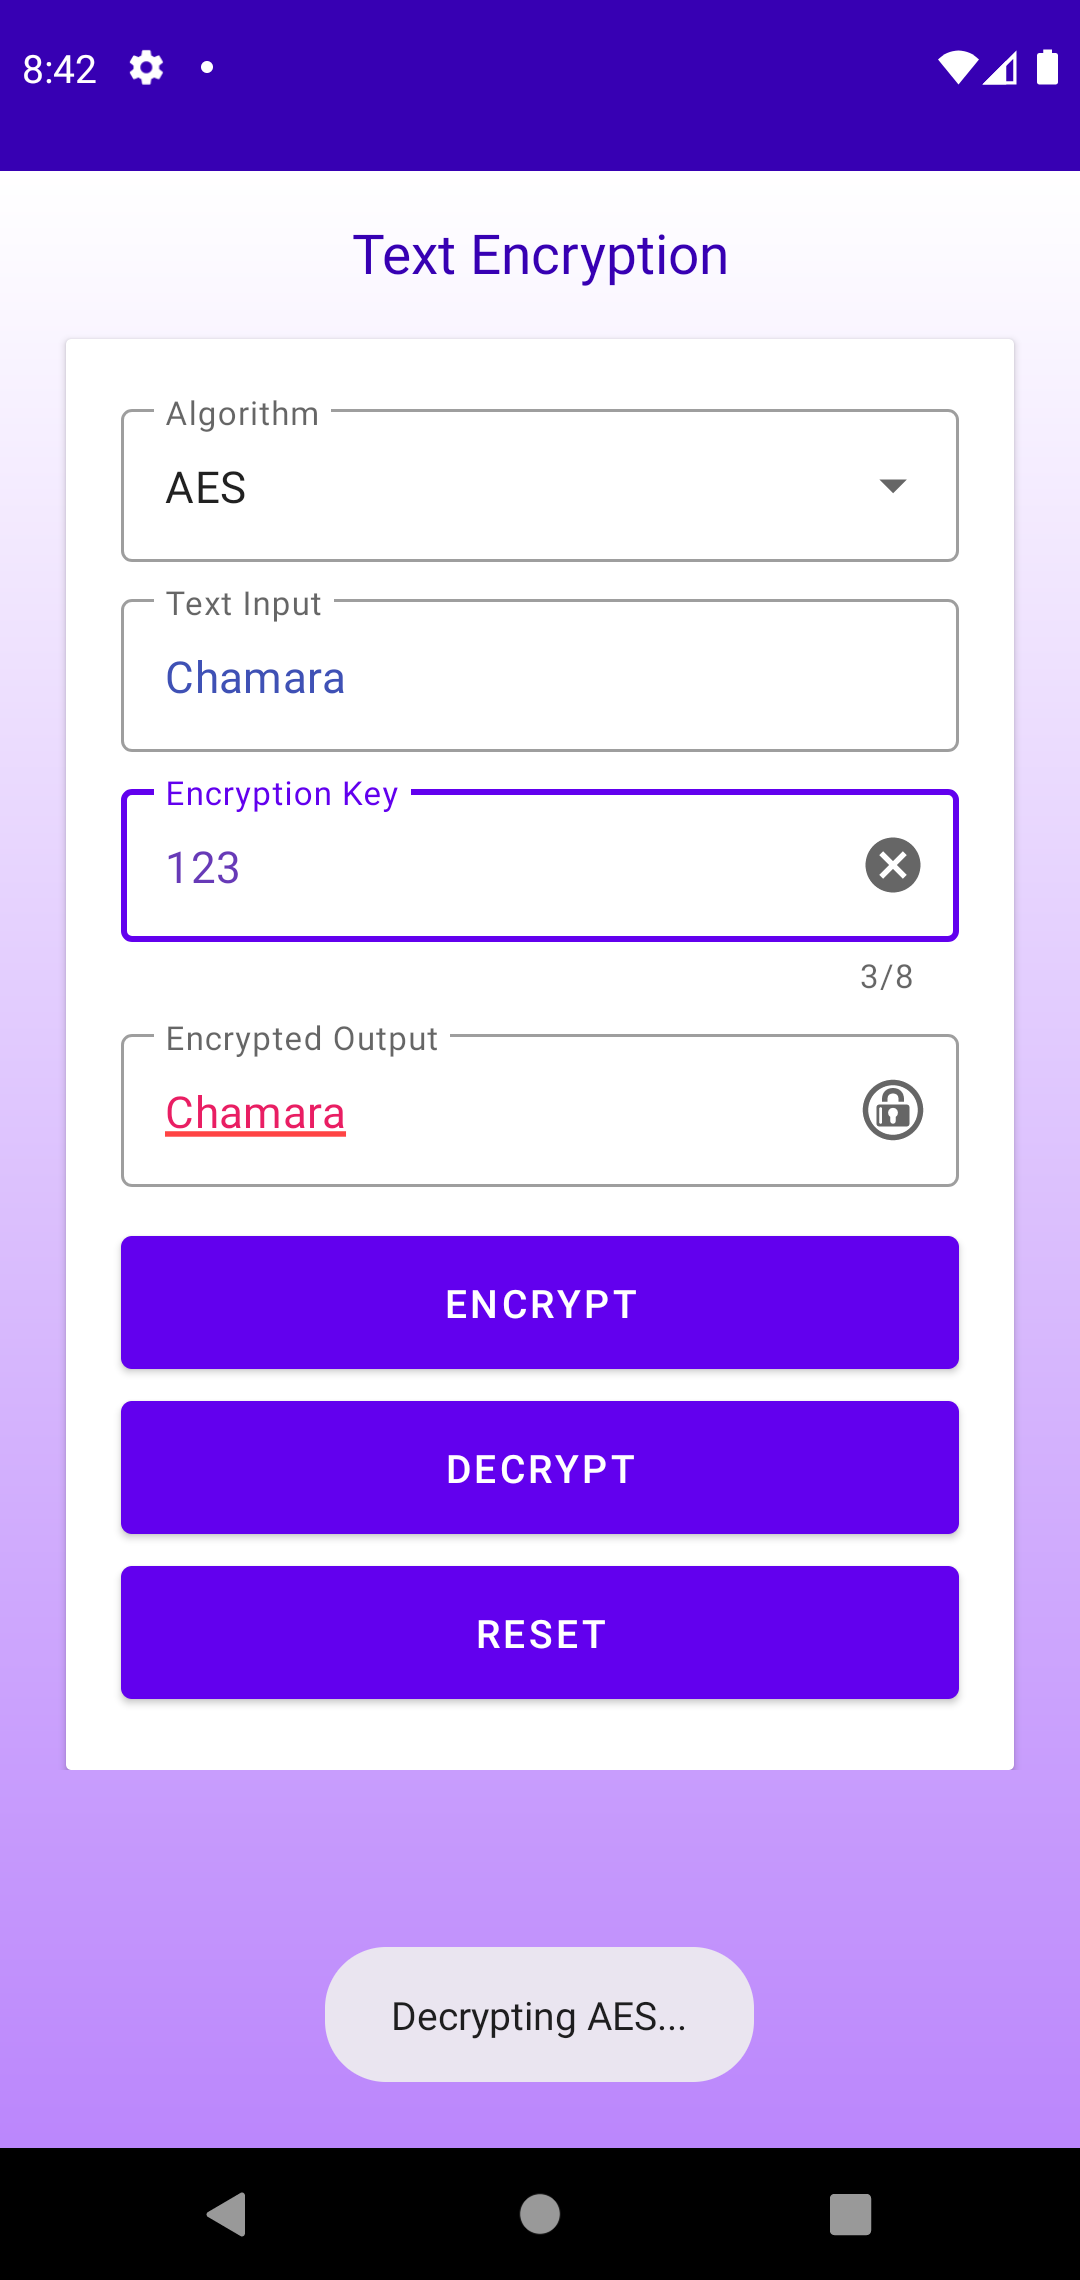 8:42
Text Encryption
Algorithm
AES
Text Input
Chamara
Encryption Key
123
3/8
Encrypted Output
Chamara
ENCRYPT
DECRYPT
RESET
Decrypting AES...